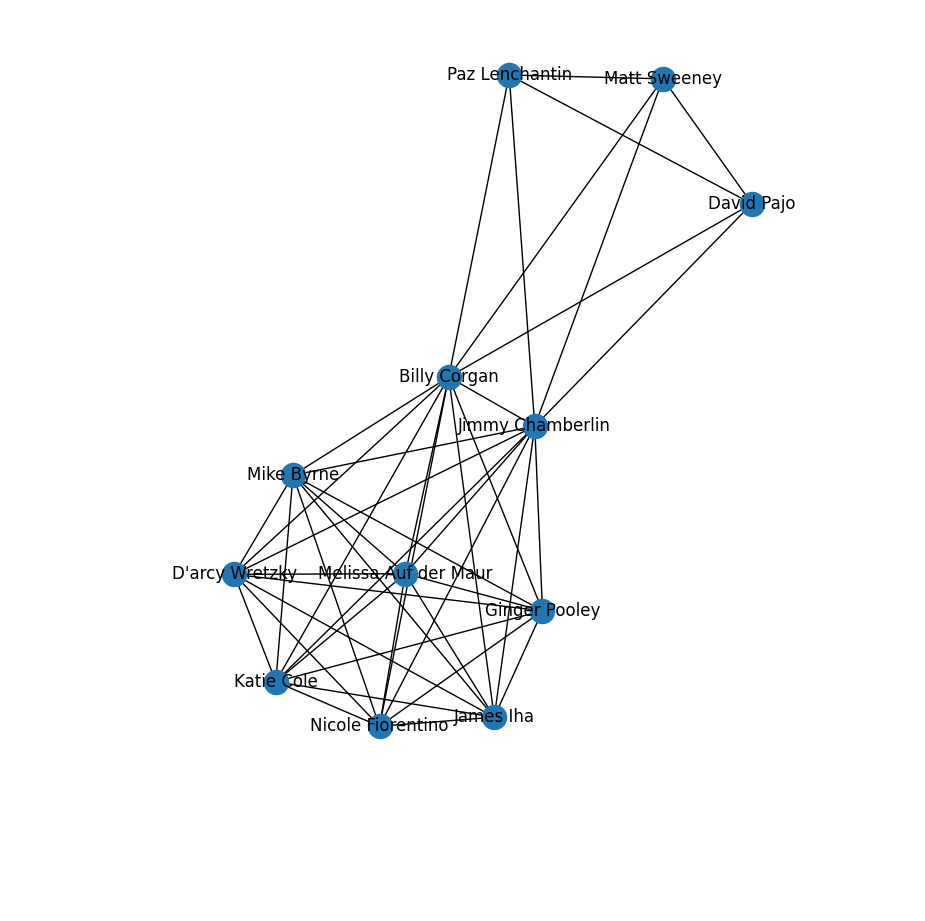 Paz Lenchantin
Matt Sweeney
David Pajo
Billy Corgan
Jimmy Chamberlin
Mike Byrne
D'arcy Wretzky
Melissa Auf der Maur
Ginger Pooley
Katie Cole
James Iha
Nicole Fiorentino